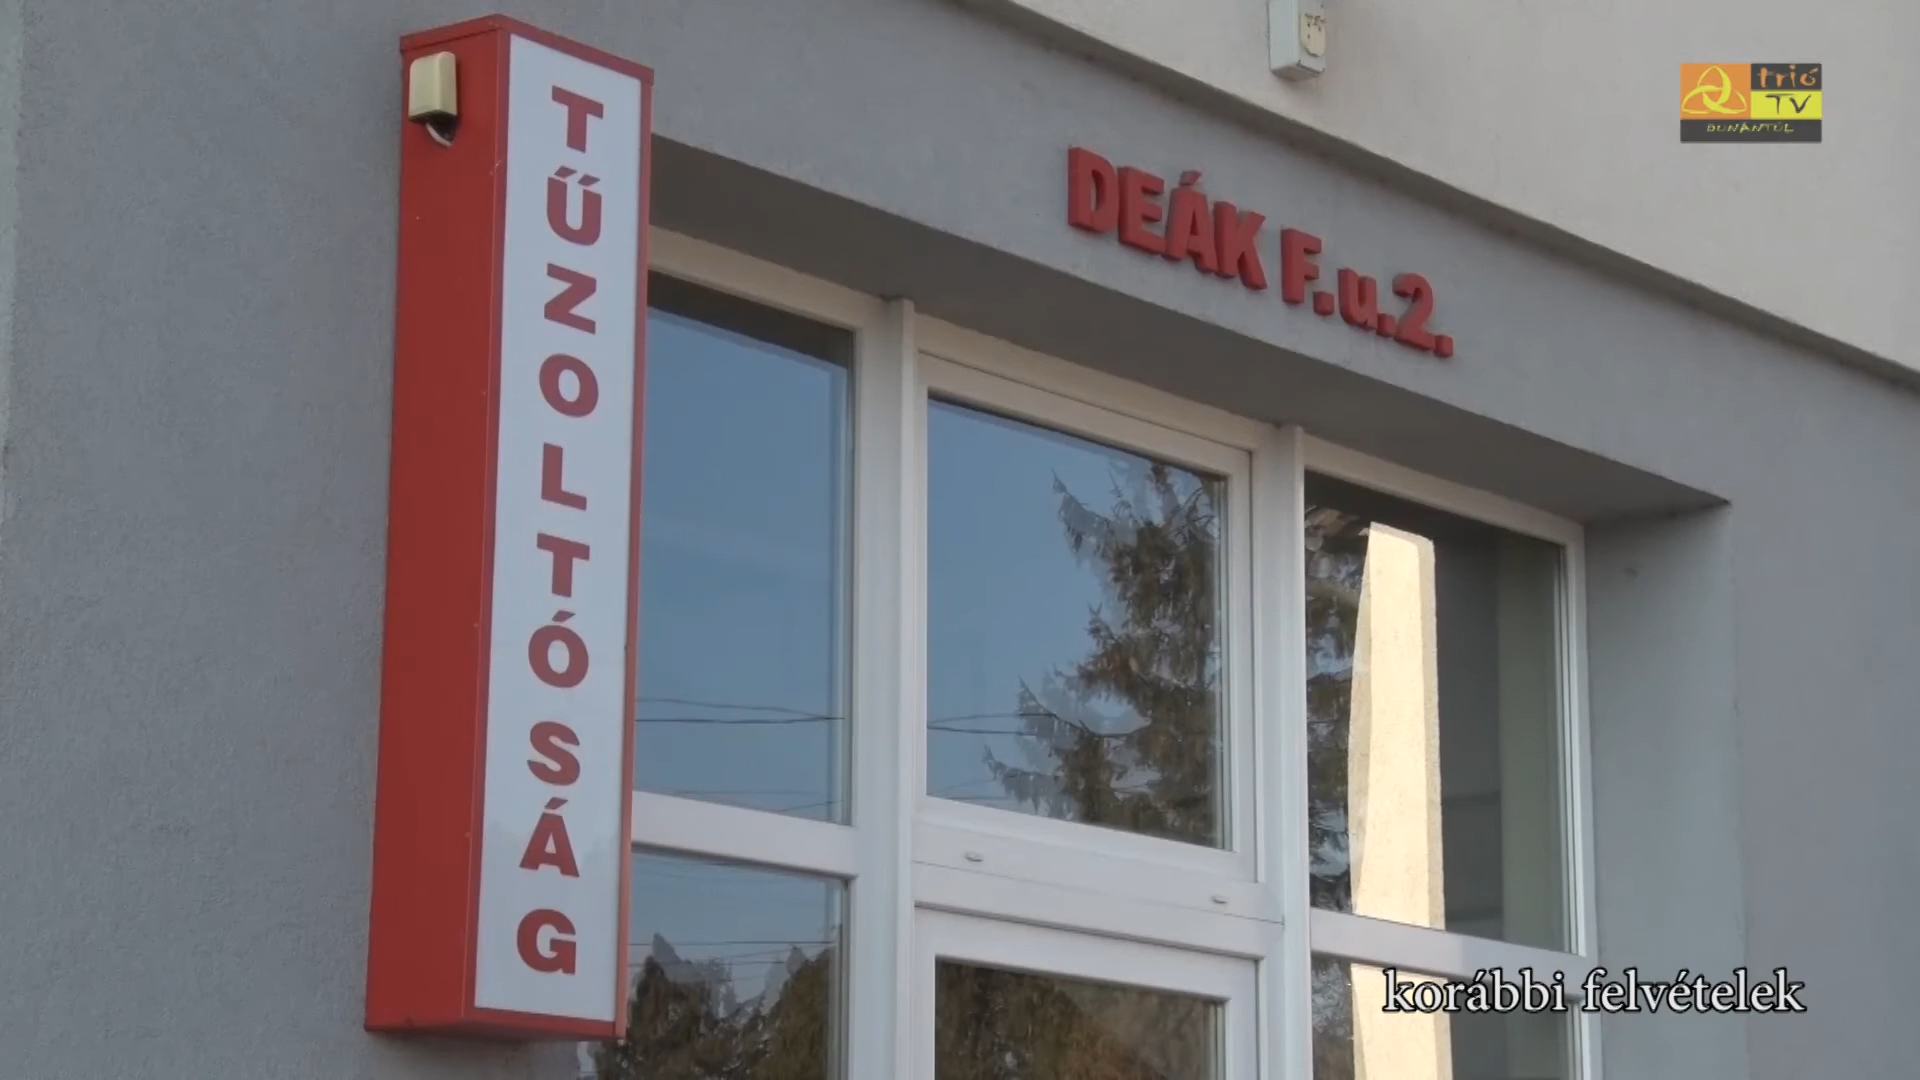 TŰZOLTÓSÁG
DEÁK F.u.2.
trió
TV
DUNÁNTÚL
korábbi felvételek